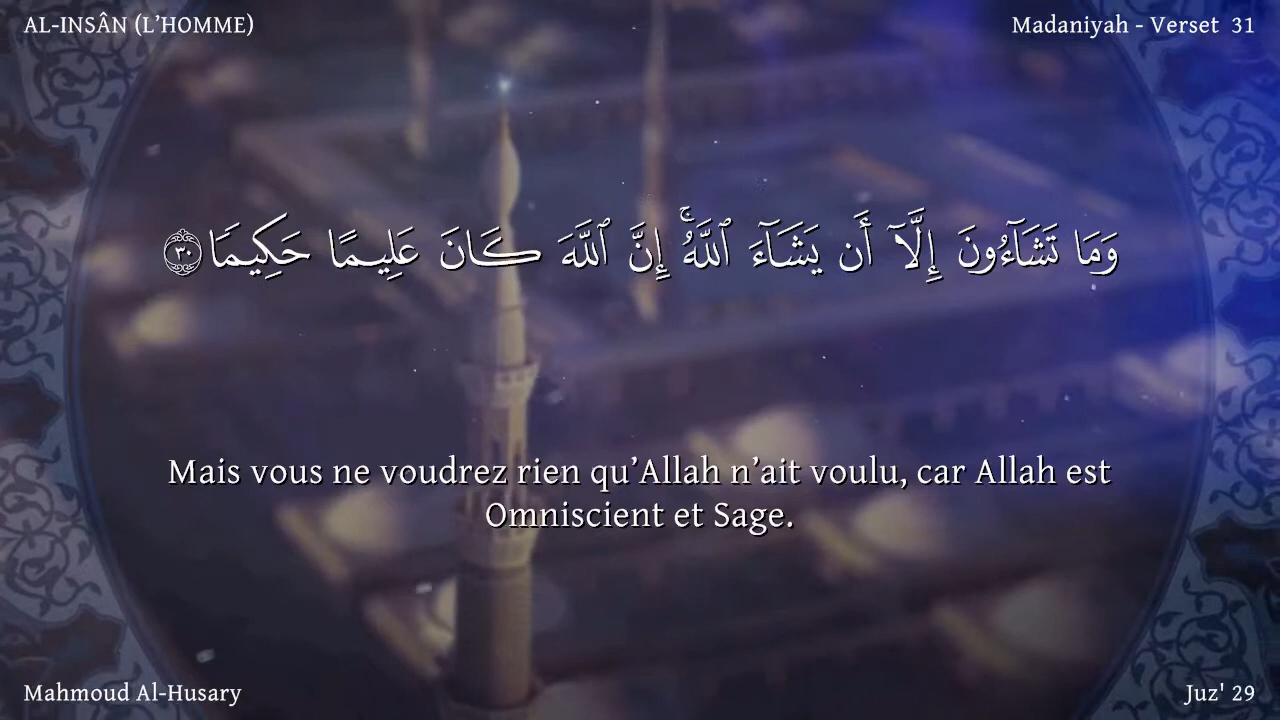 AL-INSÂN (L’HOMME)
Madaniyah - Verset 31
وَمَا تَشَآءُونَ إِلَّآ أَن يَشَآءَ ٱللَّهُۚ إِنَّ ٱللَّهَ كَانَ عَلِيمًا حَكِيمٗا ٣٠
Mais vous ne voudrez rien qu’Allah n’ait voulu, car Allah est
Omniscient et Sage.
Mahmoud Al-Husary
Juz' 29